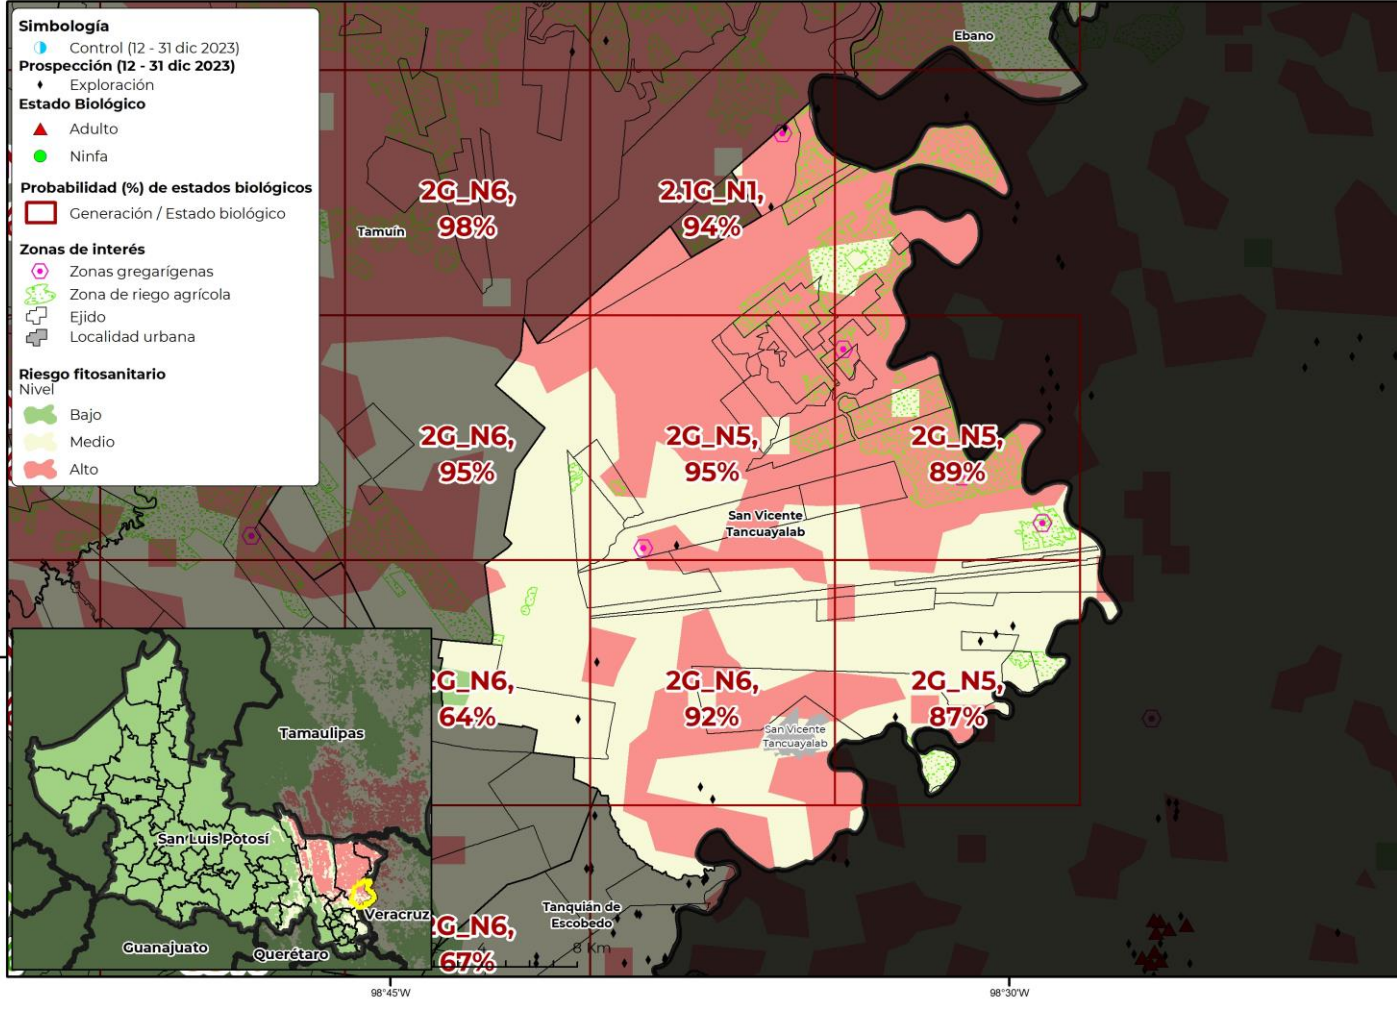 Simbología
Control (12 - 31 dic 2023)
Prospección (12 - 31 dic 2023)
Exploración
Estado Biológico
Adulto
Ninfa
Probabilidad (%) de estados biológicos
Generación / Estado biológico
Zonas de interés
Zonas gregarígenas
Zona de riego agrícola
Ejido
Localidad urbana
Riesgo fitosanitario
Nivel
Bajo
Medio
Alto
Ebano
2G_N6,
98%
2.1G_N1,
94%
Tamuín
2G_N6,
95%
2G_N5,
95%
2G_N5,
89%
San Vicente
Tancuayalab
2G_N6,
64%
2G_N6,
92%
2G_N5,
87%
San Vicente
Tancuayalab
Tamaulipas
San Luis Potosí
Veracruz
Guanajuato
Querétaro
Tanquián de
Escobedo
2G_N6,
67%
4
8 Km
98°45'W
98°30'W